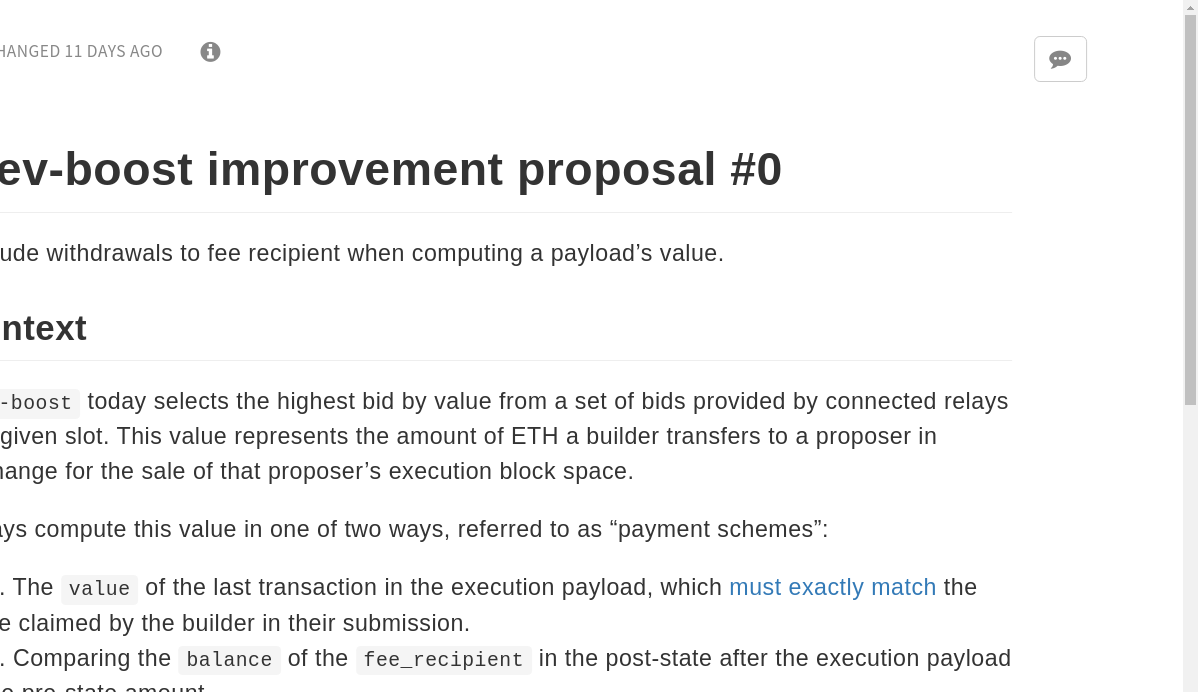 CHANGED 11 DAYS AGO
ev-boost improvement proposal #0
ude withdrawals to fee recipient when computing a payload’s value.
ntext
-boost today selects the highest bid by value from a set of bids provided by connected relays
given slot. This value represents the amount of ETH a builder transfers to a proposer in
hange for the sale of that proposer’s execution block space.
ays compute this value in one of two ways, referred to as “payment schemes”:
. The value of the last transaction in the execution payload, which must exactly match the
e claimed by the builder in their submission.
. Comparing the balance of the fee_recipient in the post-state after the execution payload
e pre-state amount.